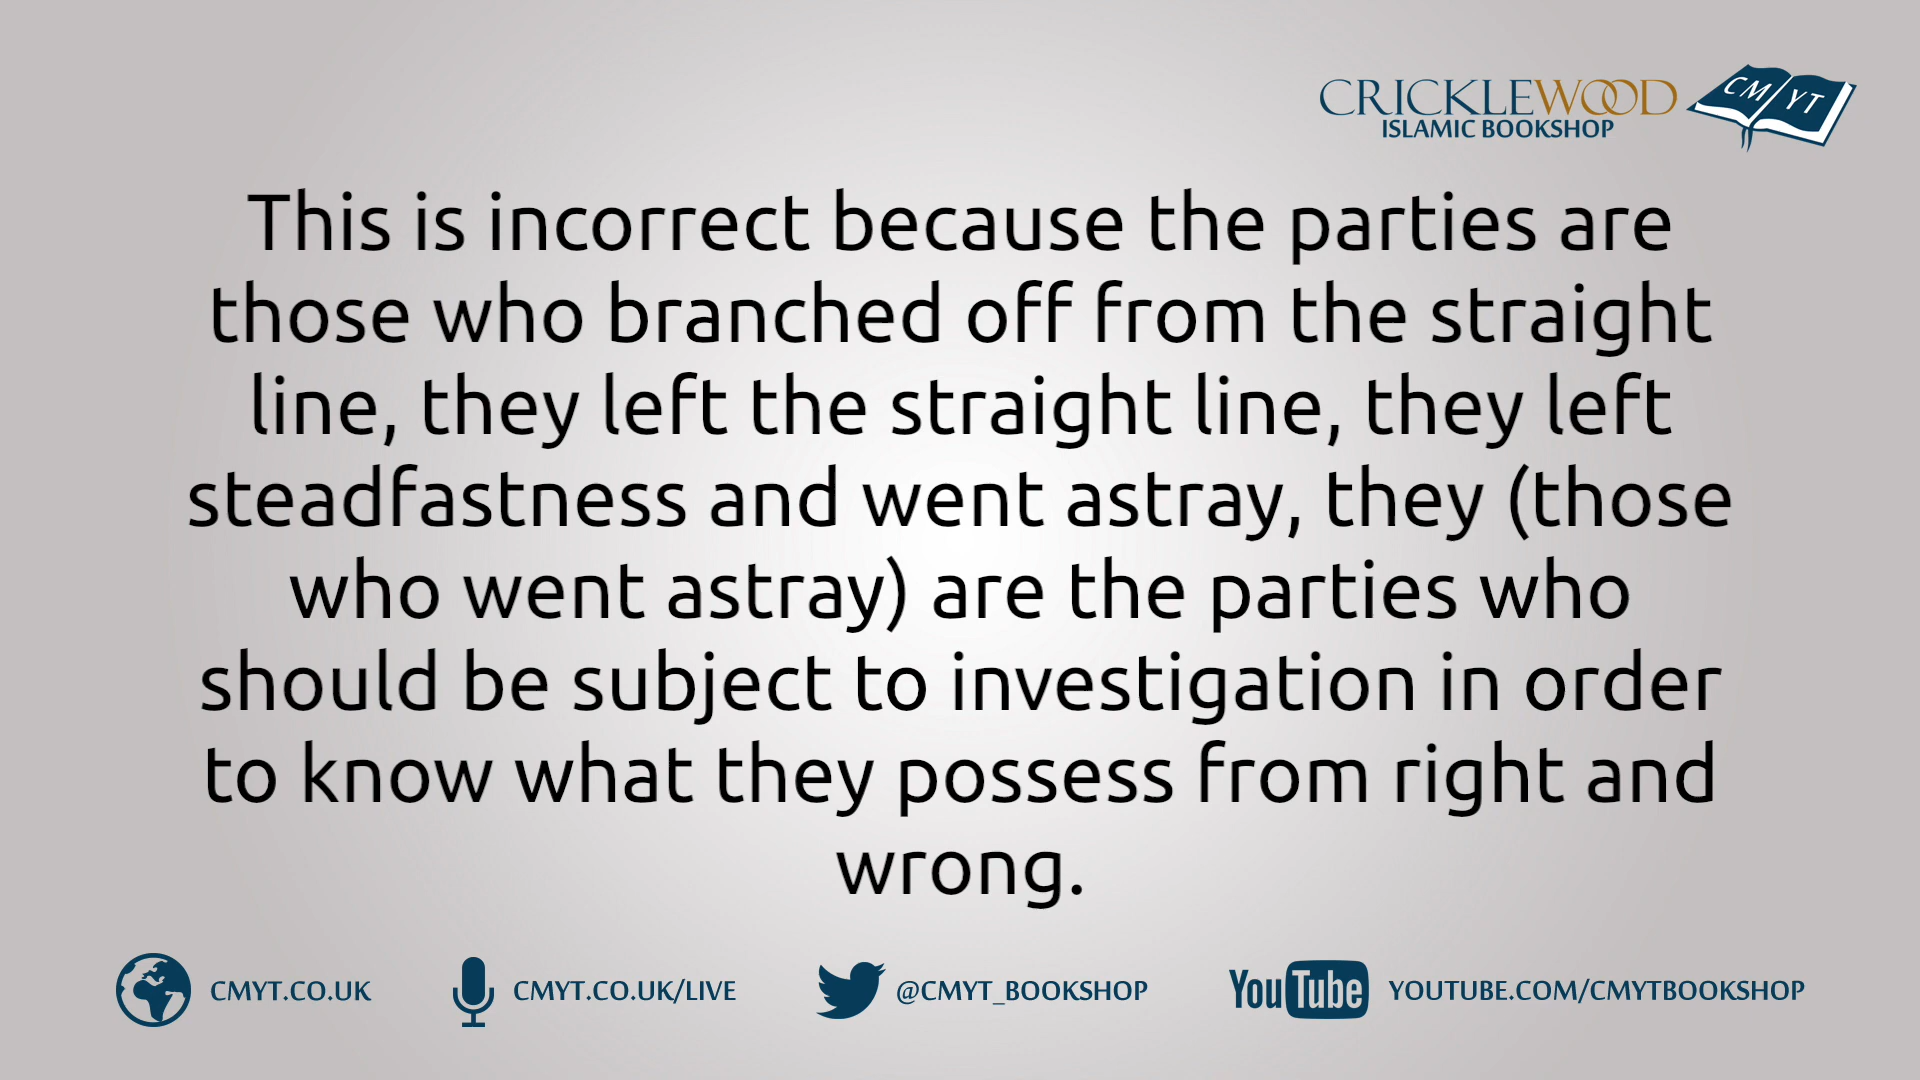 CRICKLEWOOD
ISLAMIC BOOKSHOP
CM YT
This is incorrect because the parties are
those who branched off from the straight
line, they left the straight line, they left
steadfastness and went astray, they (those
who went astray) are the parties who
should be subject to investigation in order
to know what they possess from right and
wrong.
CMYT.CO.UK
CMYT.CO.UK/LIVE
@CMYT_BOOKSHOP
YouTube
YOUTUBE.COM/CMYTBOOKSHOP